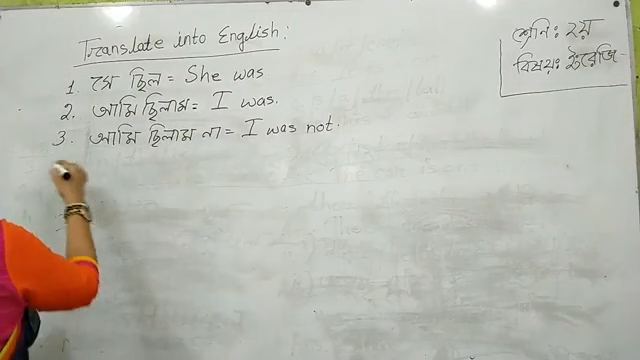 Translate into English:
শ্রেনি: ২য়
বিষয়: ইংরেজি
1. সে ছিল = She was
2. আমি ছিলাম = I was.
3. আমি ছিলাম না = I was not.